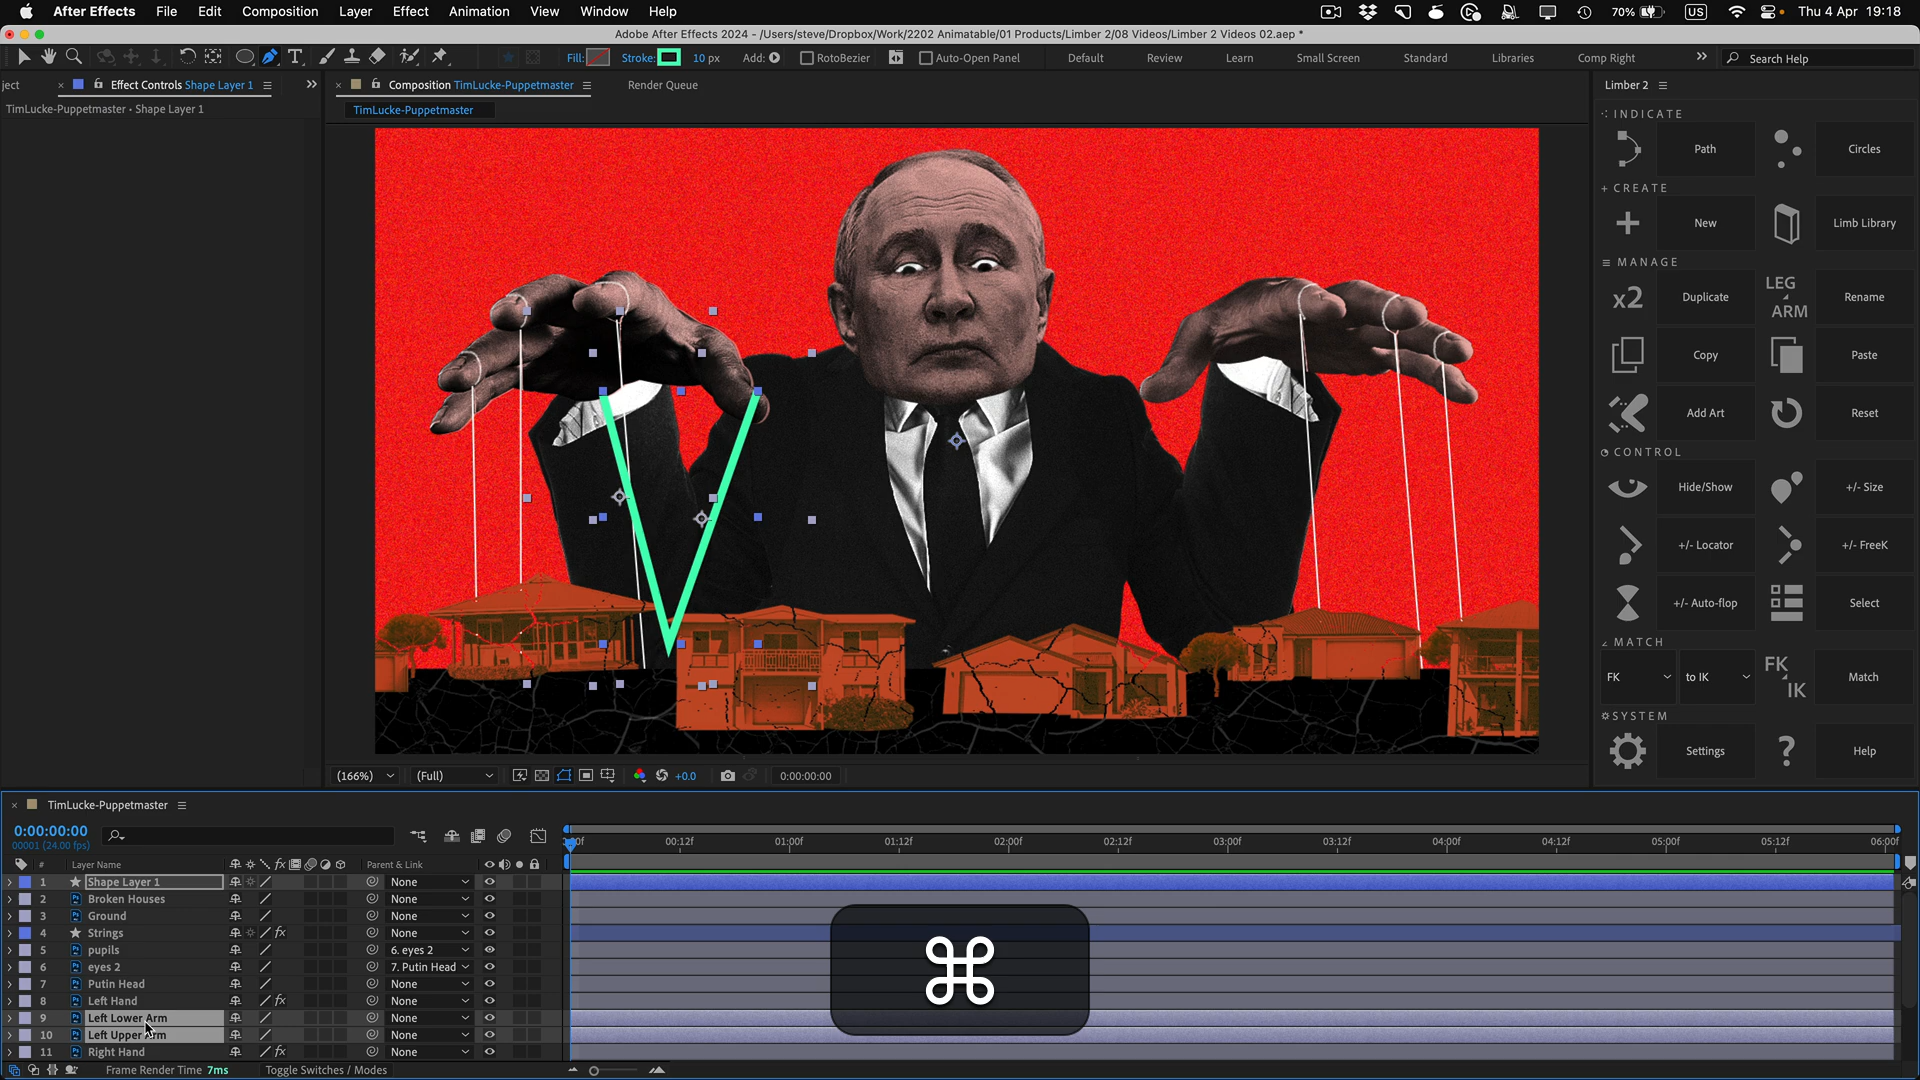 After Effects File Edit Composition Layer Effect Animation View Window Help 70% US Thu 4 Apr 19:18
Adobe After Effects 2024 - /Users/steve/Dropbox/Work/2202 Animatable/01 Products/Limber 2/08 Videos/Limber 2 Videos 02.aep *
Fill: Stroke: 10 px Add: RotoBezier Auto-Open Panel Default Review Learn Small Screen Standard Libraries Comp Right Search Help
ject Effect Controls Shape Layer 1
TimLucke-Puppetmaster • Shape Layer 1
Composition TimLucke-Puppetmaster Render Queue
TimLucke-Puppetmaster
Limber 2
INDICATE
Path Circles
+ CREATE
New Limb Library
MANAGE
x2 Duplicate LEG ARM Rename
Copy Paste
Add Art Reset
CONTROL
Hide/Show +/- Size
+/- Locator +/- FreeK
+/- Auto-flop Select
MATCH
FK to IK FK IK Match
SYSTEM
Settings ? Help
(166%) (Full) +0.0 0:00:00:00
TimLucke-Puppetmaster
0:00:00:00
00001 (24.00 fps)
00:12f 01:00f 01:12f 02:00f 02:12f 03:00f 03:12f 04:00f 04:12f 05:00f 05:12f 06:00f
# Layer Name fx Parent & Link
1 Shape Layer 1 None
2 Broken Houses None
3 Ground None
4 Strings fx None
5 pupils 6. eyes 2
6 eyes 2 7. Putin Head
7 Putin Head None
8 Left Hand fx None
9 Left Lower Arm None
10 Left Upper Arm None
11 Right Hand fx None
Frame Render Time 7ms Toggle Switches / Modes
⌘